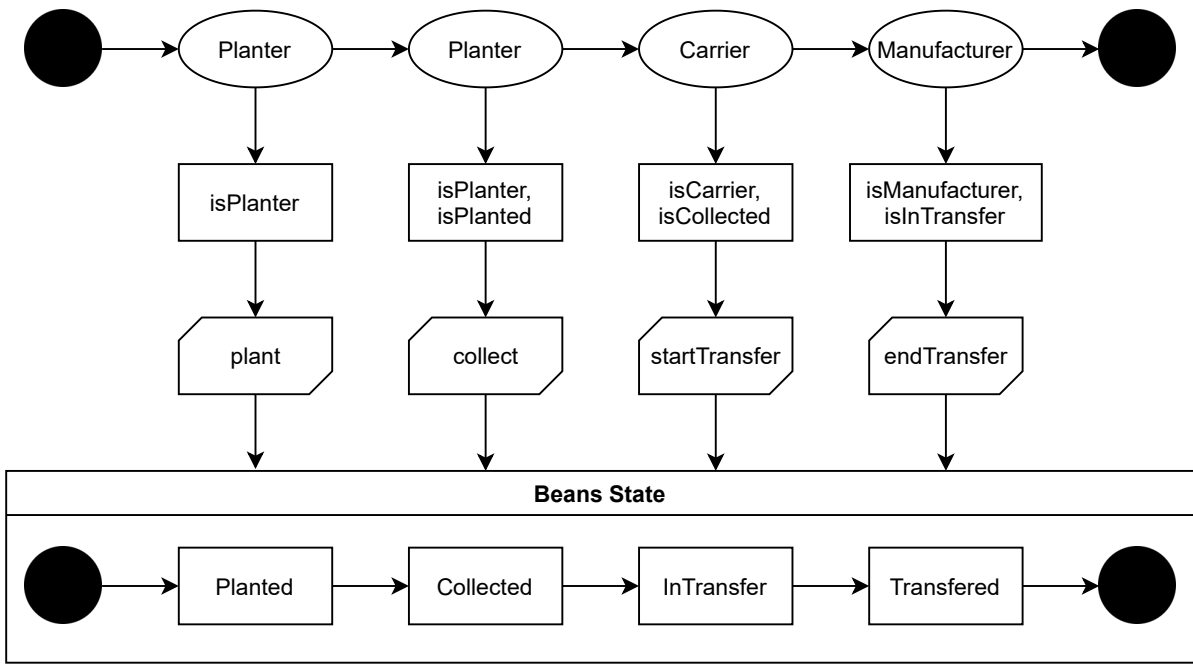 Planter
Planter
Carrier
Manufacturer
isPlanter
isPlanter,
isPlanted
isCarrier,
isCollected
isManufacturer,
isInTransfer
plant
collect
startTransfer
endTransfer
Beans State
Planted
Collected
InTransfer
Transfered